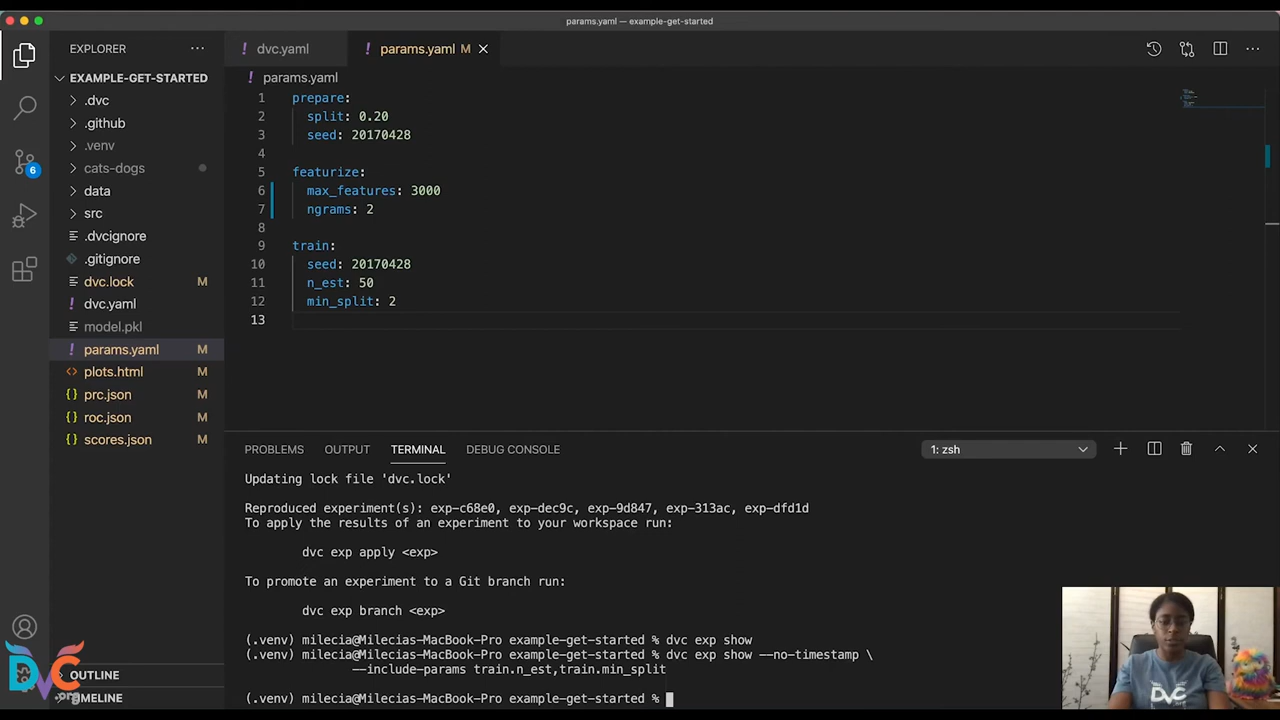 params.yaml — example-get-started
EXPLORER
EXAMPLE-GET-STARTED
.dvc
.github
.venv
cats-dogs
data
src
.dvcignore
.gitignore
dvc.lock M
dvc.yaml
model.pkl
params.yaml M
plots.html M
prc.json M
roc.json M
scores.json M
OUTLINE
TIMELINE
6
dvc.yaml
params.yaml M
params.yaml
1 prepare:
2 split: 0.20
3 seed: 20170428
4
5 featurize:
6 max_features: 3000
7 ngrams: 2
8
9 train:
10 seed: 20170428
11 n_est: 50
12 min_split: 2
13
PROBLEMS OUTPUT TERMINAL DEBUG CONSOLE
1: zsh
Updating lock file 'dvc.lock'
Reproduced experiment(s): exp-c68e0, exp-dec9c, exp-9d847, exp-313ac, exp-dfd1d
To apply the results of an experiment to your workspace run:
dvc exp apply <exp>
To promote an experiment to a Git branch run:
dvc exp branch <exp>
(.venv) milecia@Milecias-MacBook-Pro example-get-started % dvc exp show
(.venv) milecia@Milecias-MacBook-Pro example-get-started % dvc exp show --no-timestamp \
--include-params train.n_est,train.min_split
(.venv) milecia@Milecias-MacBook-Pro example-get-started %
DVC
.org
DVC